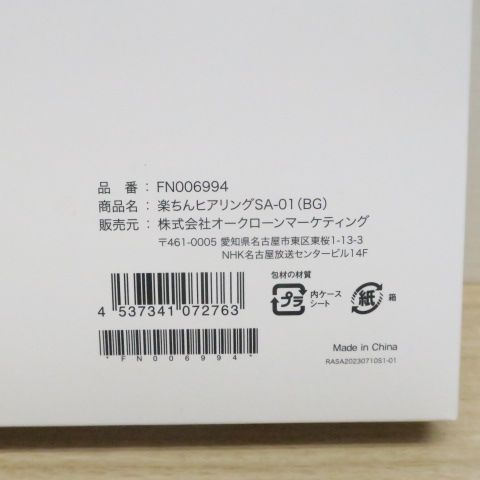 品 番：FN006994
商品名：楽ちんヒアリングSA-01(BG)
販売元：株式会社オークローンマーケティング
〒461-0005 愛知県名古屋市東区東桜1-13-3
NHK名古屋放送センタービル14F
包材の材質
プラ 内ケース シート 紙 箱
4 537341 072763
*FN006994*
Made in China
RASA20230710S1-01